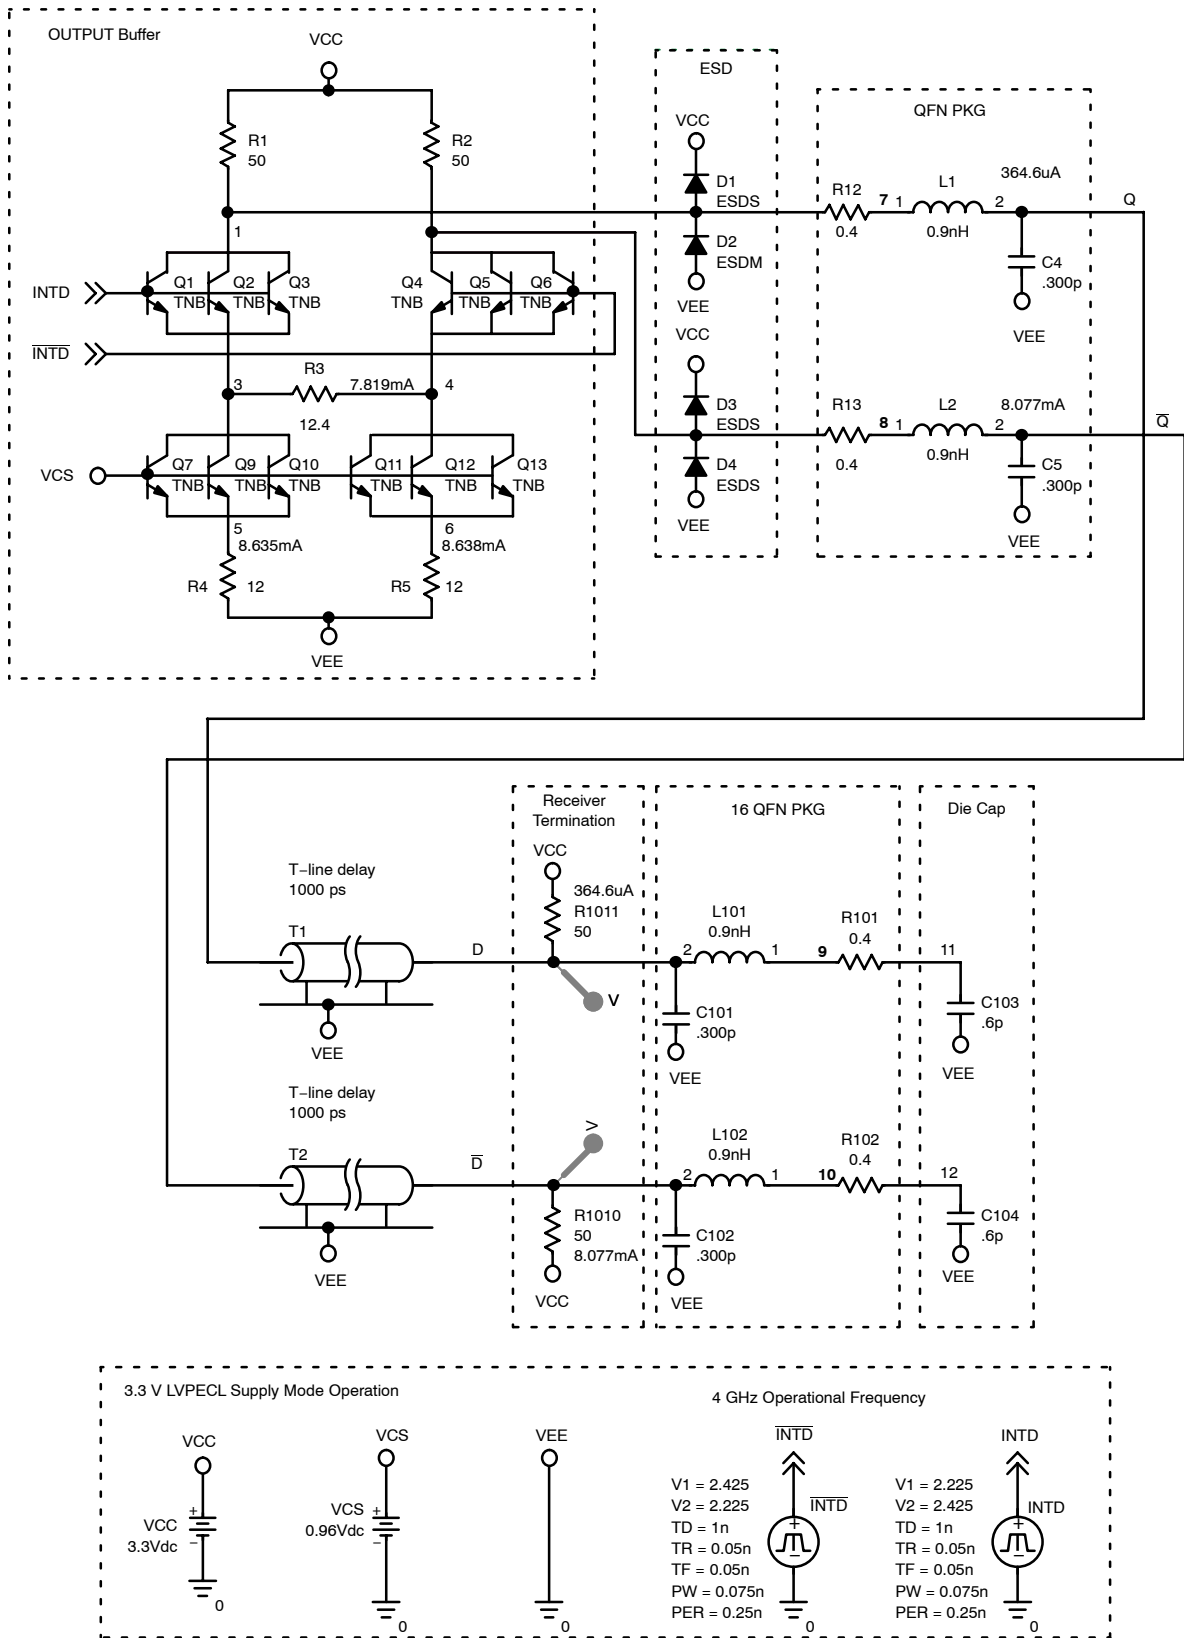 OUTPUT Buffer
VCC
R1
50
R2
50
1
INTD
Q1
TNB
Q2
TNB
Q3
TNB
Q4
TNB
Q5
TNB
Q6
TNB
INTD
3
R3
12.4
7.819mA
4
VCS
Q7
TNB
Q9
TNB
Q10
TNB
Q11
TNB
Q12
TNB
Q13
TNB
5
8.635mA
6
8.638mA
R4
12
R5
12
VEE
ESD
VCC
D1
ESDS
D2
ESDM
VEE
VCC
D3
ESDS
D4
ESDS
VEE
QFN PKG
R12
0.4
7
1
L1
0.9nH
2
364.6uA
Q
C4
.300p
VEE
R13
0.4
8
1
L2
0.9nH
2
8.077mA
Q
C5
.300p
VEE
T−line delay
1000 ps
T1
VEE
D
Receiver
Termination
VCC
364.6uA
R1011
50
V
16 QFN PKG
2
L101
0.9nH
1
9
R101
0.4
C101
.300p
VEE
Die Cap
11
C103
.6p
VEE
T−line delay
1000 ps
T2
VEE
D
V
R1010
50
8.077mA
VCC
2
L102
0.9nH
1
10
R102
0.4
C102
.300p
VEE
12
C104
.6p
VEE
3.3 V LVPECL Supply Mode Operation
VCC
+
VCC
3.3Vdc
−
0
VCS
VCS
+
0.96Vdc
−
0
VEE
0
4 GHz Operational Frequency
INTD
V1 = 2.425
V2 = 2.225
TD = 1n
TR = 0.05n
TF = 0.05n
PW = 0.075n
PER = 0.25n
INTD
+
−
0
INTD
V1 = 2.225
V2 = 2.425
TD = 1n
TR = 0.05n
TF = 0.05n
PW = 0.075n
PER = 0.25n
INTD
+
−
0